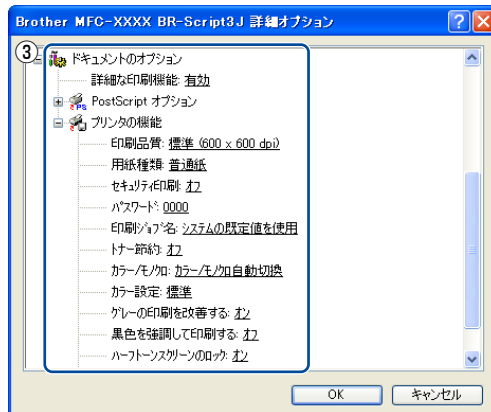 Brother MFC-XXXX BR-Script3J 詳細オプション
③
ドキュメントのオプション
詳細な印刷機能: 有効
PostScript オプション
プリンタの機能
印刷品質: 標準 (600 x 600 dpi)
用紙種類: 普通紙
セキュリティ印刷: オフ
パスワード: 0000
印刷ジョブ名: システムの既定値を使用
トナー節約: オフ
カラー/モノクロ: カラー/モノクロ自動切換
カラー設定: 標準
グレーの印刷を改善する: オン
黒色を強調して印刷する: オフ
ハーフトーンスクリーンのロック: オン
OK キャンセル